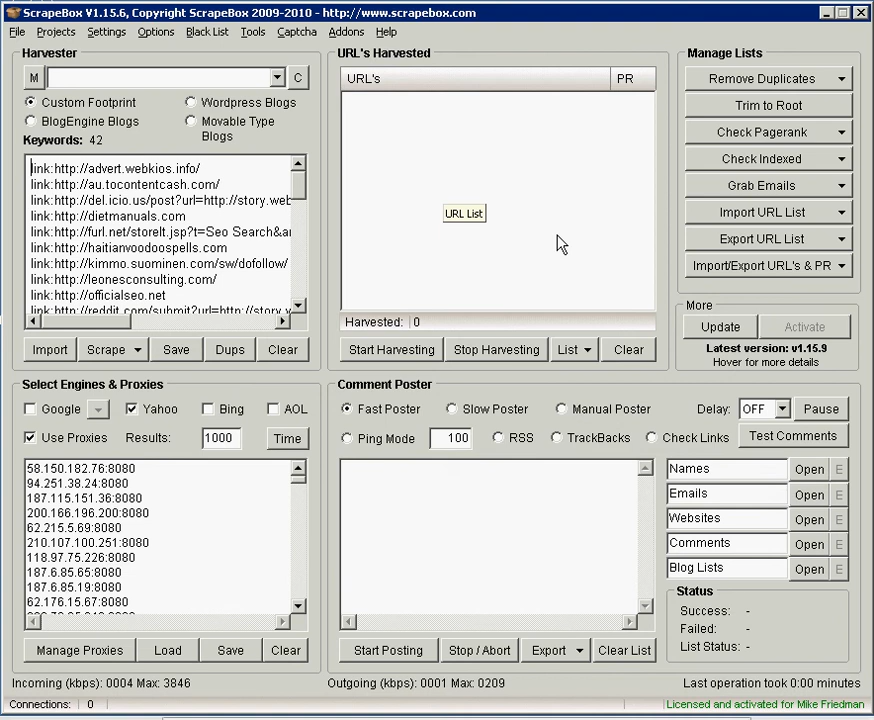 ScrapeBox V1.15.6, Copyright ScrapeBox 2009-2010 - http://www.scrapebox.com
File Projects Settings Options Black List Tools Captcha Addons Help
Harvester
M C
Custom Footprint Wordpress Blogs
BlogEngine Blogs Movable Type Blogs
Keywords: 42
link:http://advert.webkios.info/
link:http://au.tocontentcash.com/
link:http://del.icio.us/post?url=http://story.web
link:http://dietmanuals.com
link:http://furl.net/storeIt.jsp?t=Seo Search&ar
link:http://haitianvoodoospells.com
link:http://kimmo.suominen.com/sw/dofollow/
link:http://leonesconsulting.com/
link:http://officialseo.net
link:http://reddit.com/submit?url=http://story.w
Import Scrape Save Dups Clear
URL's Harvested
URL's PR
URL List
Harvested: 0
Start Harvesting Stop Harvesting List Clear
Manage Lists
Remove Duplicates
Trim to Root
Check Pagerank
Check Indexed
Grab Emails
Import URL List
Export URL List
Import/Export URL's & PR
More
Update Activate
Latest version: v1.15.9
Hover for more details
Select Engines & Proxies
Google Yahoo Bing AOL
Use Proxies Results: 1000 Time
58.150.182.76:8080
94.251.38.24:8080
187.115.151.36:8080
200.166.196.200:8080
62.215.5.69:8080
210.107.100.251:8080
118.97.75.226:8080
187.6.85.65:8080
187.6.85.19:8080
62.176.15.67:8080
Manage Proxies Load Save Clear
Comment Poster
Fast Poster Slow Poster Manual Poster Delay: OFF Pause
Ping Mode 100 RSS TrackBacks Check Links Test Comments
Names Open E
Emails Open E
Websites Open E
Comments Open E
Blog Lists Open E
Status
Success: -
Failed: -
List Status: -
Start Posting Stop / Abort Export Clear List
Incoming (kbps): 0004 Max: 3846 Outgoing (kbps): 0001 Max: 0209 Last operation took 0:00 minutes
Connections: 0 Licensed and activated for Mike Friedman